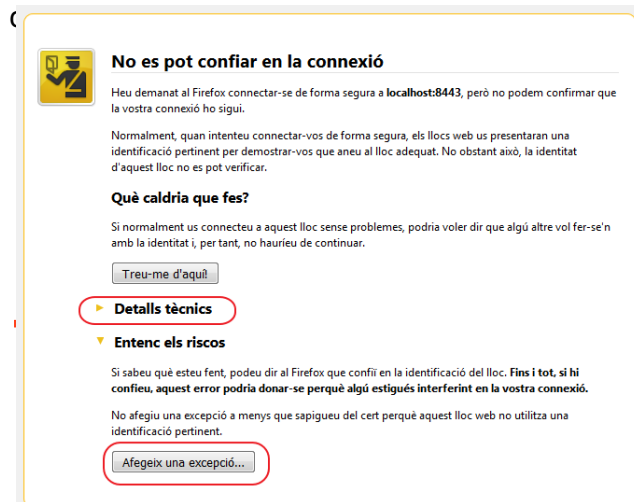 No es pot confiar en la connexió
Heu demanat al Firefox connectar-se de forma segura a localhost:8443, però no podem confirmar que
la vostra connexió ho sigui.
Normalment, quan intenteu connectar-vos de forma segura, els llocs web us presentaran una
identificació pertinent per demostrar-vos que aneu al lloc adequat. No obstant això, la identitat
d'aquest lloc no es pot verificar.
Què caldria que fes?
Si normalment us connecteu a aquest lloc sense problemes, podria voler dir que algú altre vol fer-se'n
amb la identitat i, per tant, no hauríeu de continuar.
Treu-me d'aquí!
Detalls tècnics
Entenc els riscos
Si sabeu què esteu fent, podeu dir al Firefox que confiï en la identificació del lloc. Fins i tot, si hi
confieu, aquest error podria donar-se perquè algú estigués interferint en la vostra connexió.
No afegiu una excepció a menys que sapigueu del cert perquè aquest lloc web no utilitza una
identificació pertinent.
Afegeix una excepció...